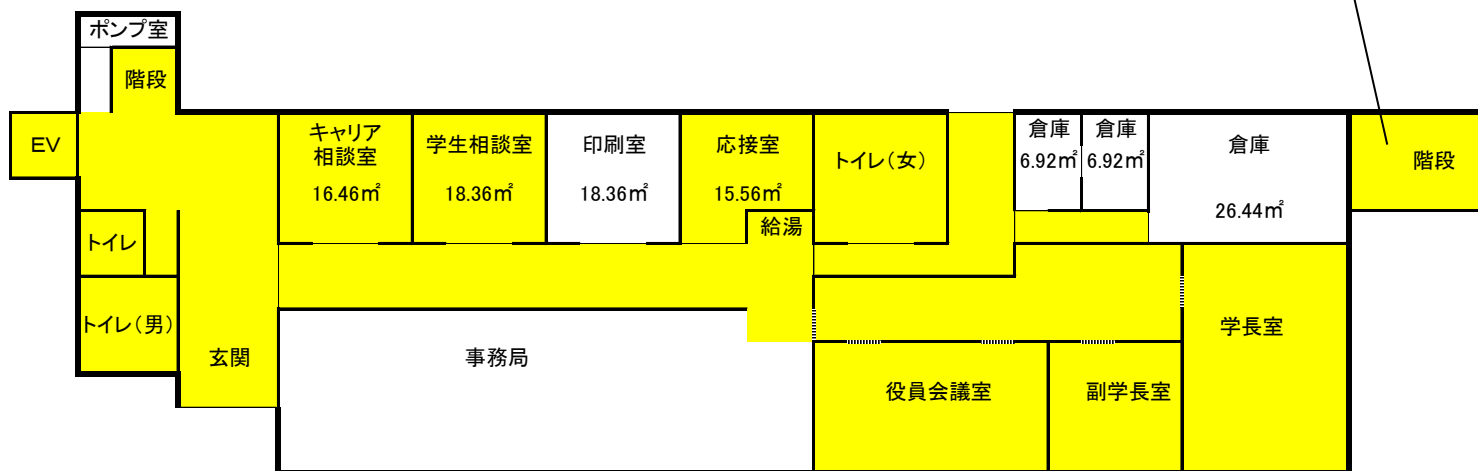 ポンプ室
階段
EV
キャリア
相談室
16.46㎡
学生相談室
18.36㎡
印刷室
18.36㎡
応接室
15.56㎡
給湯
トイレ(女)
倉庫
6.92㎡
倉庫
6.92㎡
倉庫
26.44㎡
階段
トイレ
トイレ(男)
玄関
事務局
役員会議室
副学長室
学長室